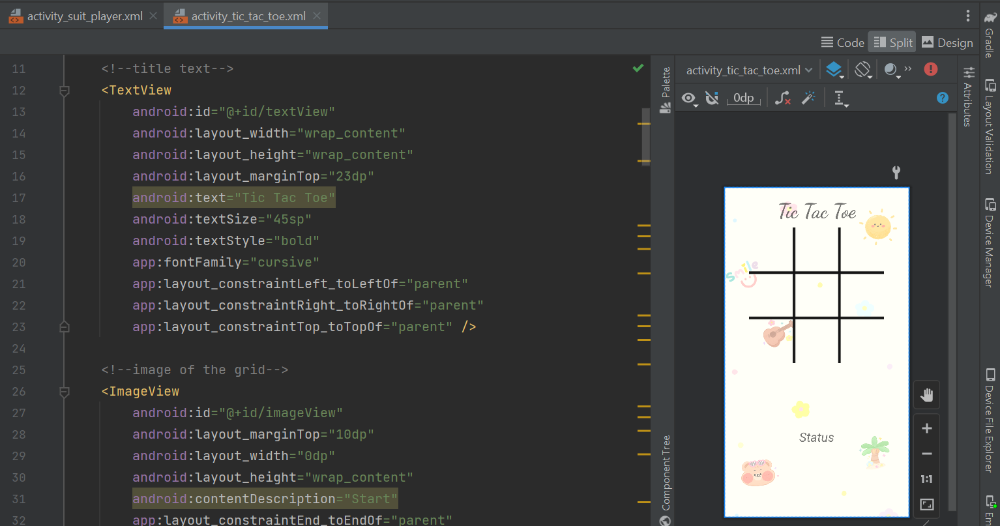 activity_suit_player.xml
activity_tic_tac_toe.xml
Code
Split
Design
11 <!--title text-->
12 <TextView
13 android:id="@+id/textView"
14 android:layout_width="wrap_content"
15 android:layout_height="wrap_content"
16 android:layout_marginTop="23dp"
17 android:text="Tic Tac Toe"
18 android:textSize="45sp"
19 android:textStyle="bold"
20 app:fontFamily="cursive"
21 app:layout_constraintLeft_toLeftOf="parent"
22 app:layout_constraintRight_toRightOf="parent"
23 app:layout_constraintTop_toTopOf="parent" />
24
25 <!--image of the grid-->
26 <ImageView
27 android:id="@+id/imageView"
28 android:layout_marginTop="10dp"
29 android:layout_width="0dp"
30 android:layout_height="wrap_content"
31 android:contentDescription="Start"
32 app:layout_constraintEnd_toEndOf="parent"
Palette
Component Tree
activity_tic_tac_toe.xml
0dp
Tic Tac Toe
smile
Status
1:1
Attributes
Gradle
Layout Validation
Device Manager
Device File Explorer
Em